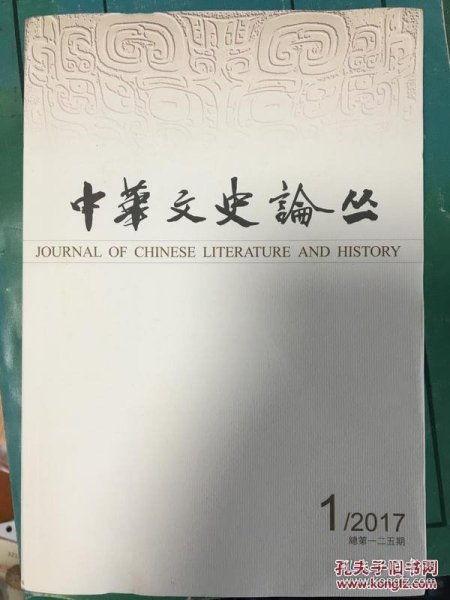 中華文史論丛
JOURNAL OF CHINESE LITERATURE AND HISTORY
1/2017
總第一二五期
孔夫子旧书网
www.kongfz.com